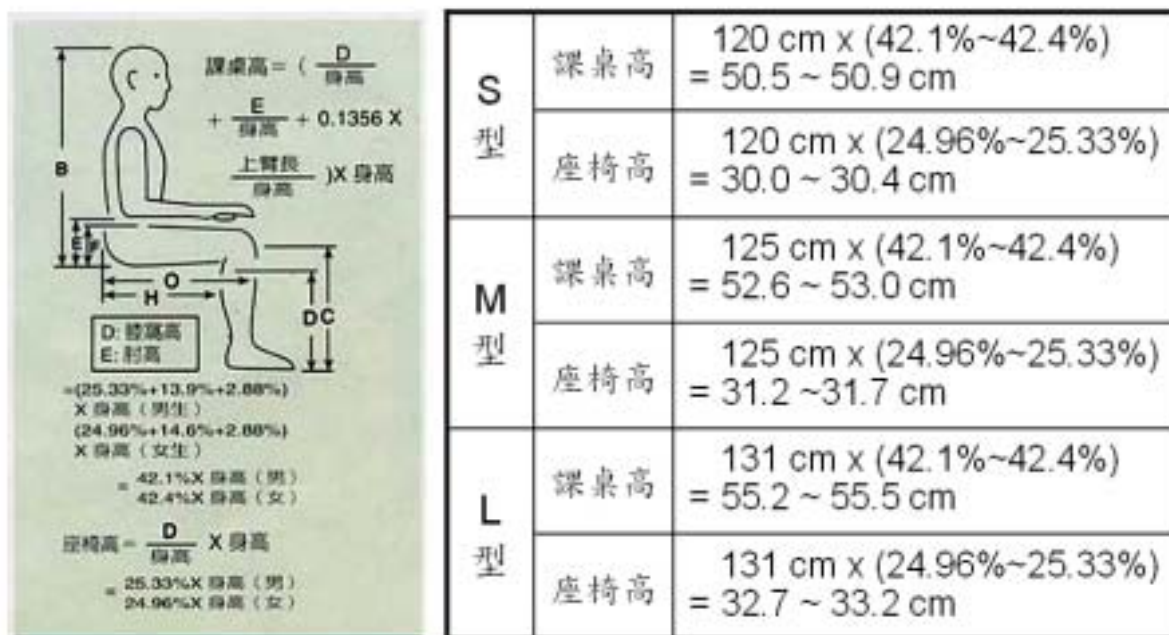 課桌高= ( D/身高
+ E/身高 + 0.1356 X
上臂長/身高 )X 身高
B
E
F
O
H
D C
D: 膝窩高
E: 肘高
=(25.33%+13.9%+2.88%)
X 身高(男生)
(24.96%+14.6%+2.88%)
X 身高(女生)
= 42.1%X 身高(男)
42.4%X 身高(女)
座椅高= D/身高 X 身高
= 25.33%X 身高(男)
24.96%X 身高(女)
S型
課桌高
120 cm x (42.1%~42.4%)
= 50.5 ~ 50.9 cm
座椅高
120 cm x (24.96%~25.33%)
= 30.0 ~ 30.4 cm
M型
課桌高
125 cm x (42.1%~42.4%)
= 52.6 ~ 53.0 cm
座椅高
125 cm x (24.96%~25.33%)
= 31.2 ~31.7 cm
L型
課桌高
131 cm x (42.1%~42.4%)
= 55.2 ~ 55.5 cm
座椅高
131 cm x (24.96%~25.33%)
= 32.7 ~ 33.2 cm